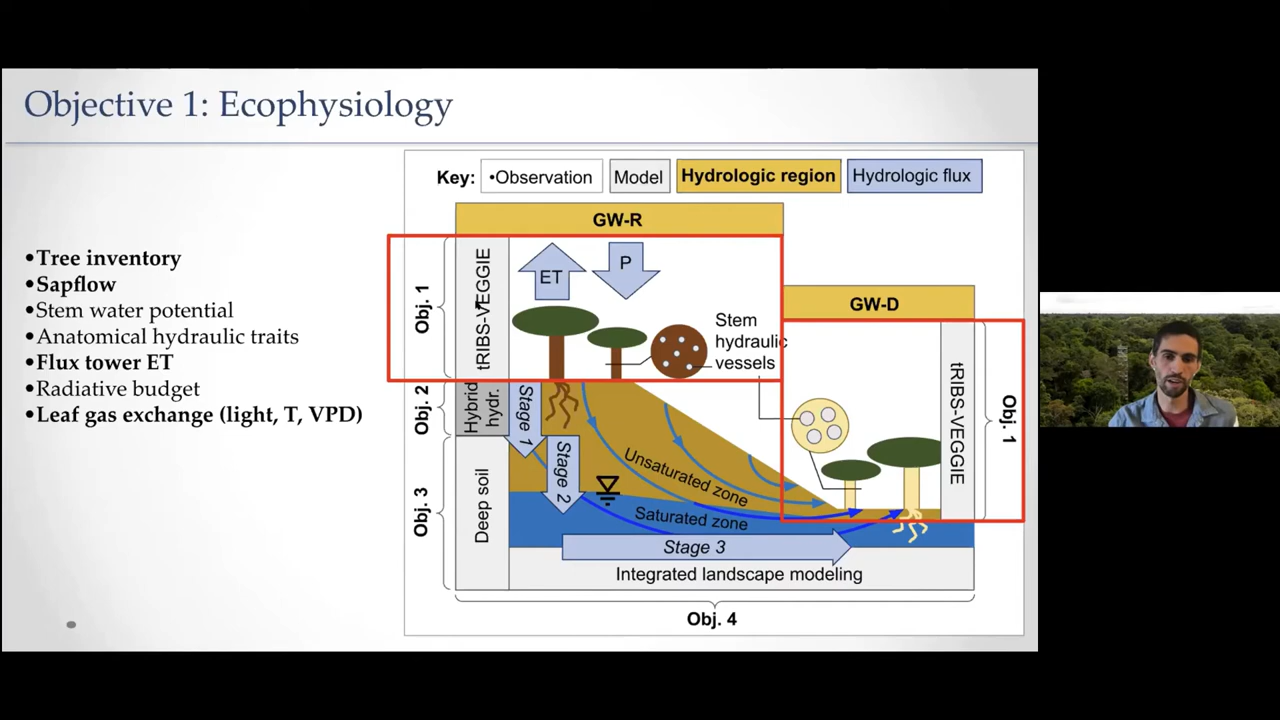 Objective 1: Ecophysiology
•Tree inventory
•Sapflow
•Stem water potential
•Anatomical hydraulic traits
•Flux tower ET
•Radiative budget
•Leaf gas exchange (light, T, VPD)
Key:
•Observation
Model
Hydrologic region
Hydrologic flux
GW-R
Obj. 1
tRIBS-VEGGIE
ET
P
Stem
hydraulic
vessels
GW-D
tRIBS-VEGGIE
Obj. 1
Obj. 2
Hybrid
hydr.
Stage 1
Stage 2
Unsaturated zone
Obj. 3
Deep soil
Saturated zone
Stage 3
Integrated landscape modeling
Obj. 4